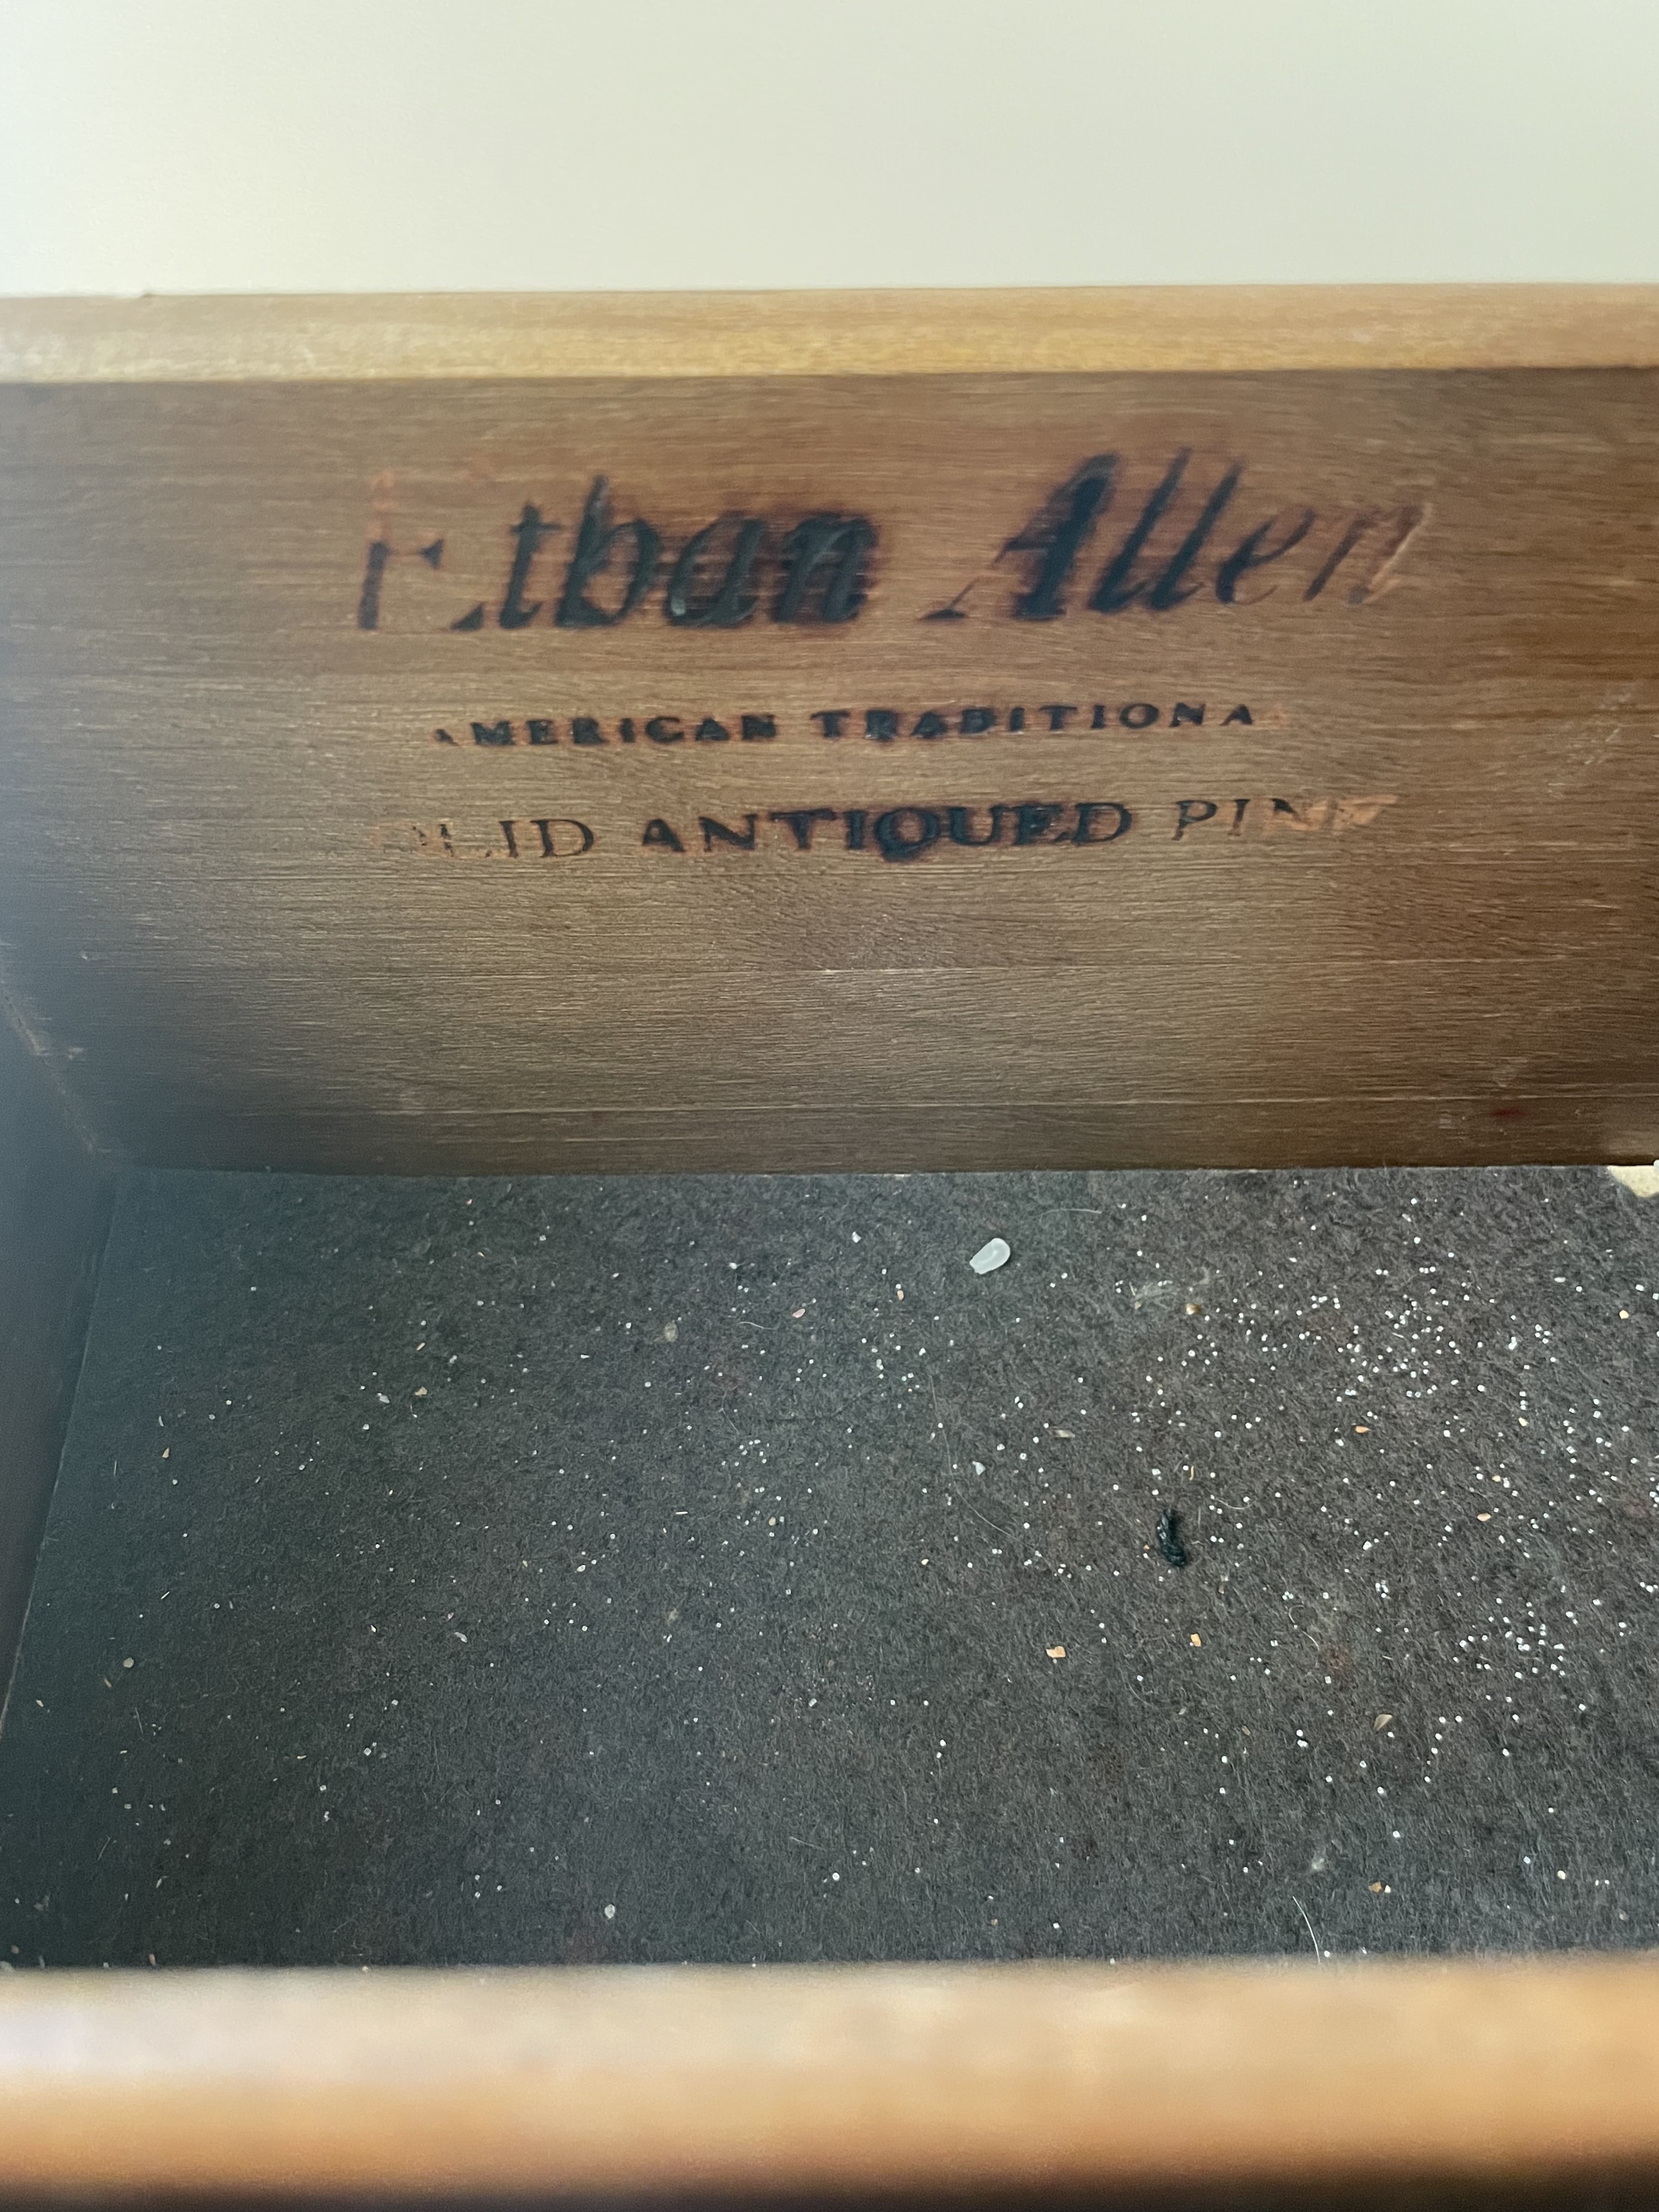 Ethan Allen
AMERICAN TRADITIONAL
SOLID ANTIQUED PINE